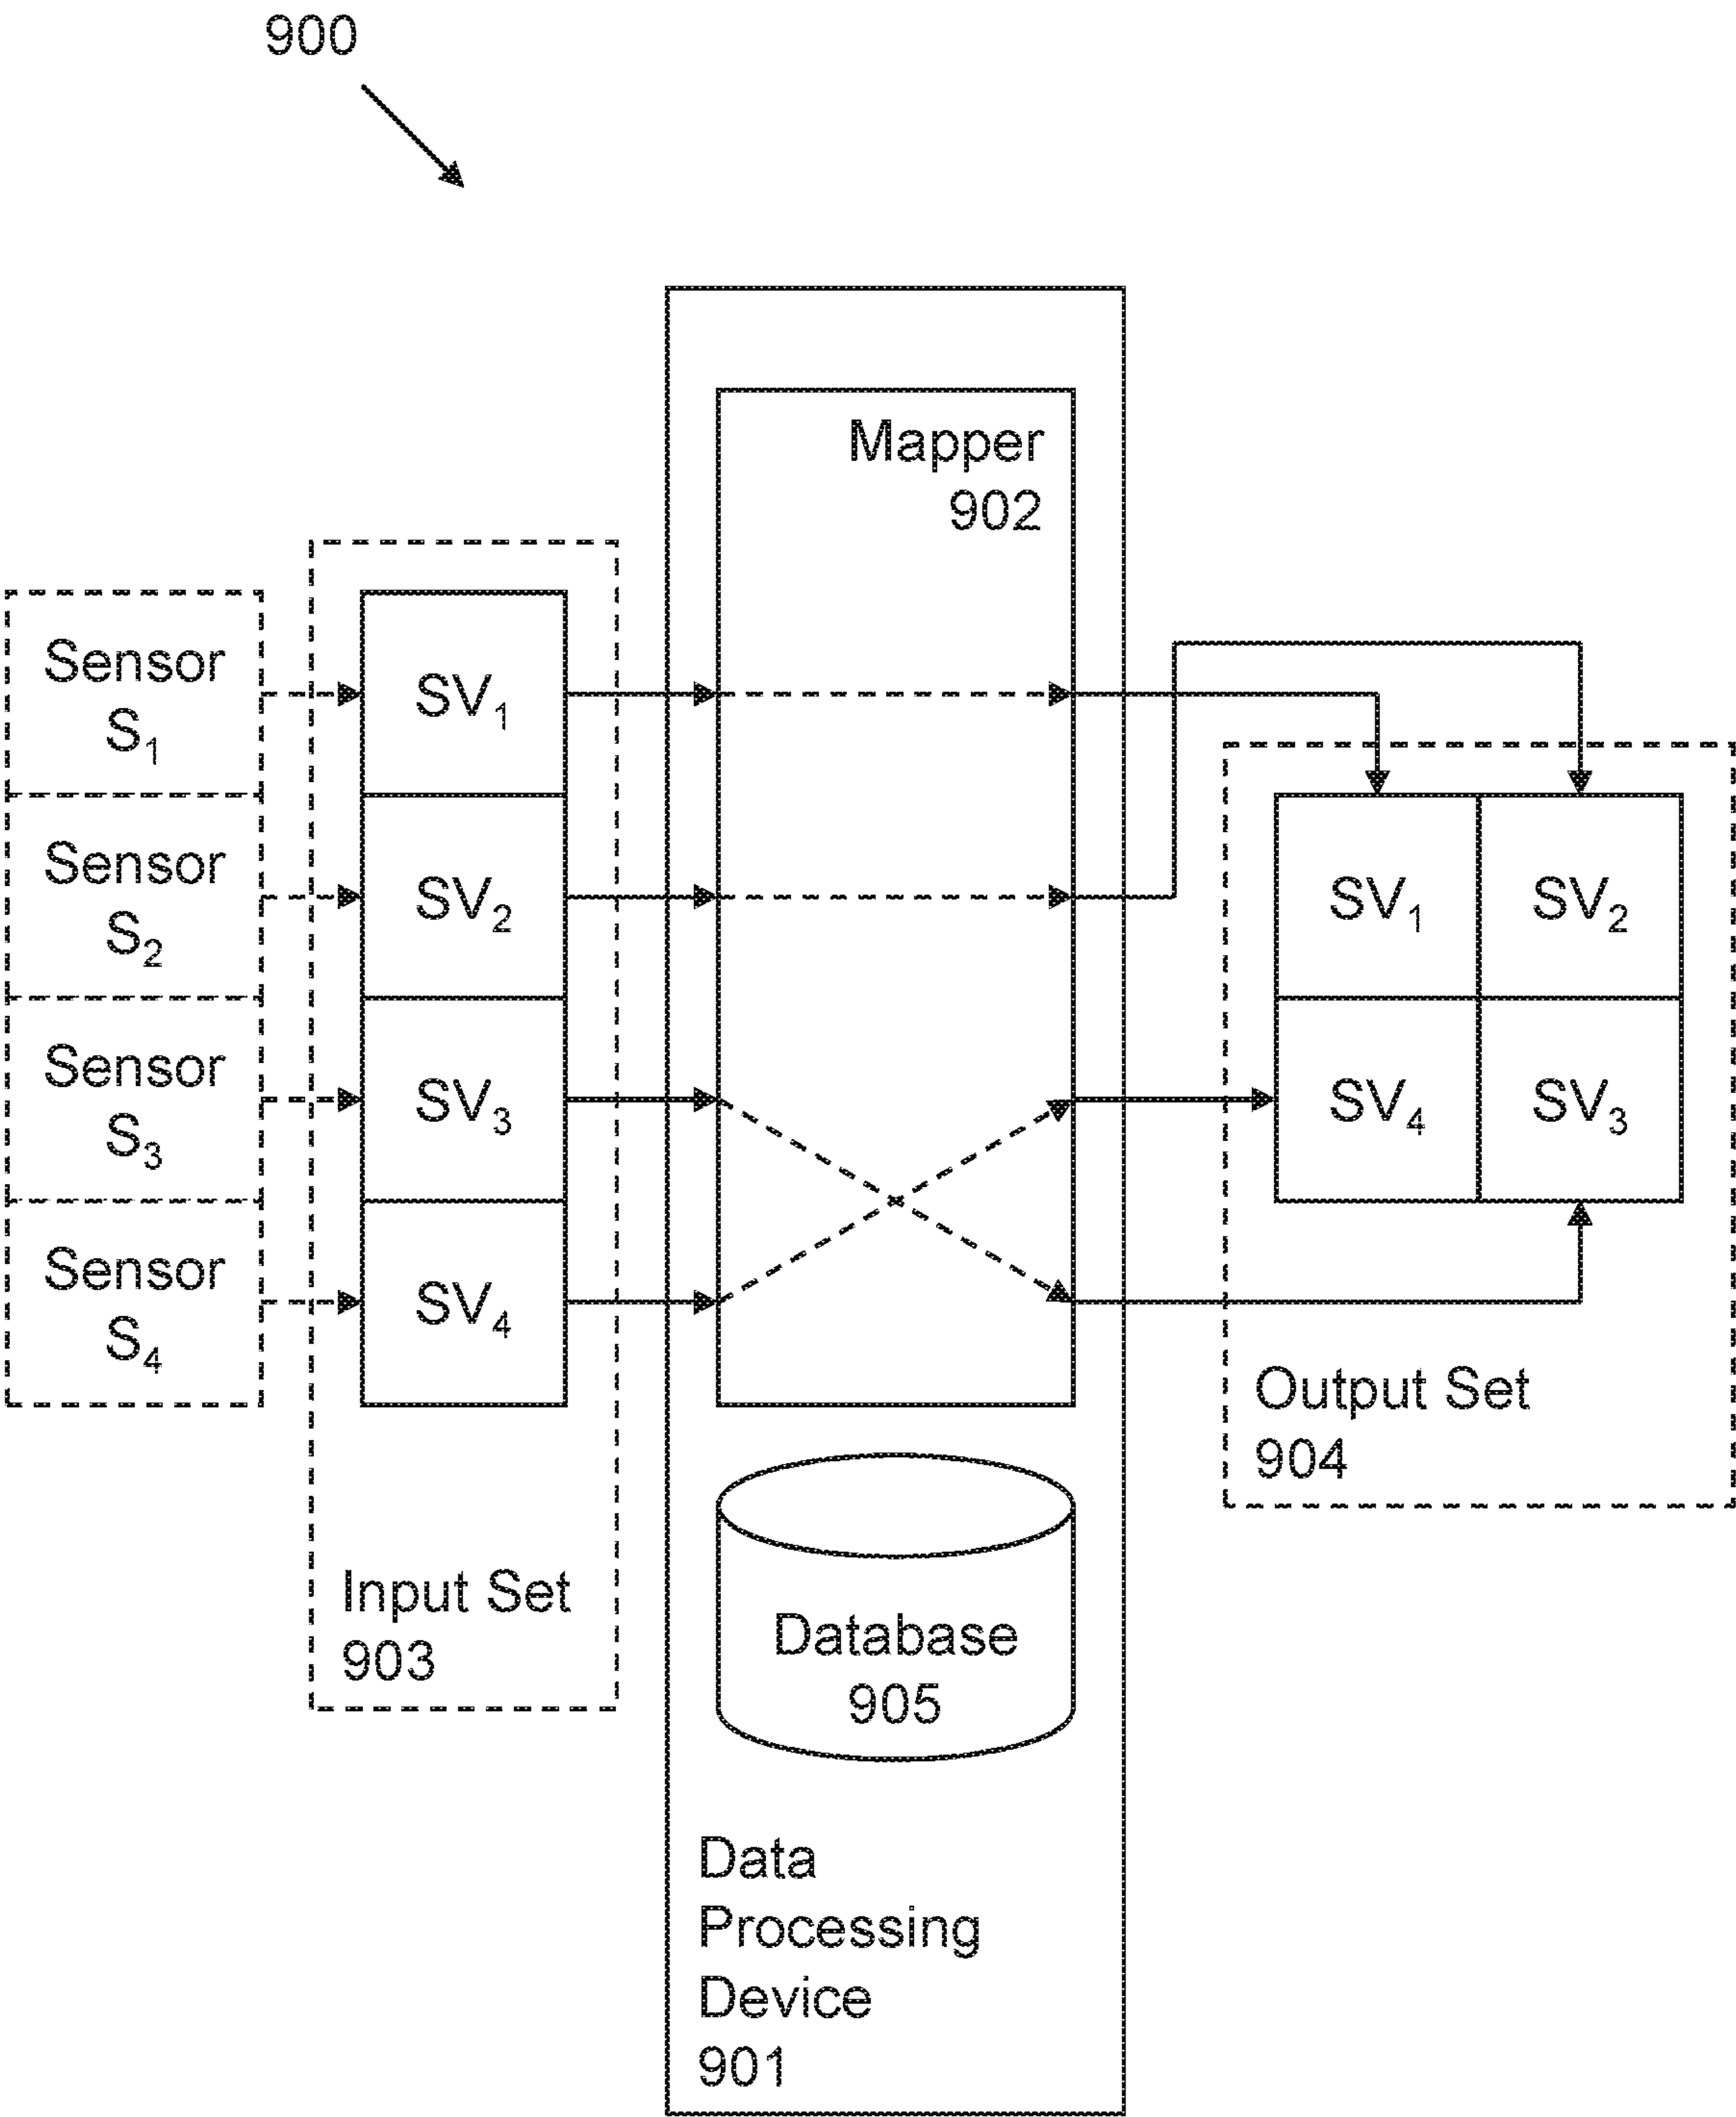 900
Mapper
902
Sensor
S₁
Sensor
S₂
Sensor
S₃
Sensor
S₄
SV₁
SV₂
SV₃
SV₄
Input Set
903
SV₁ SV₂
SV₄ SV₃
Output Set
904
Database
905
Data
Processing
Device
901